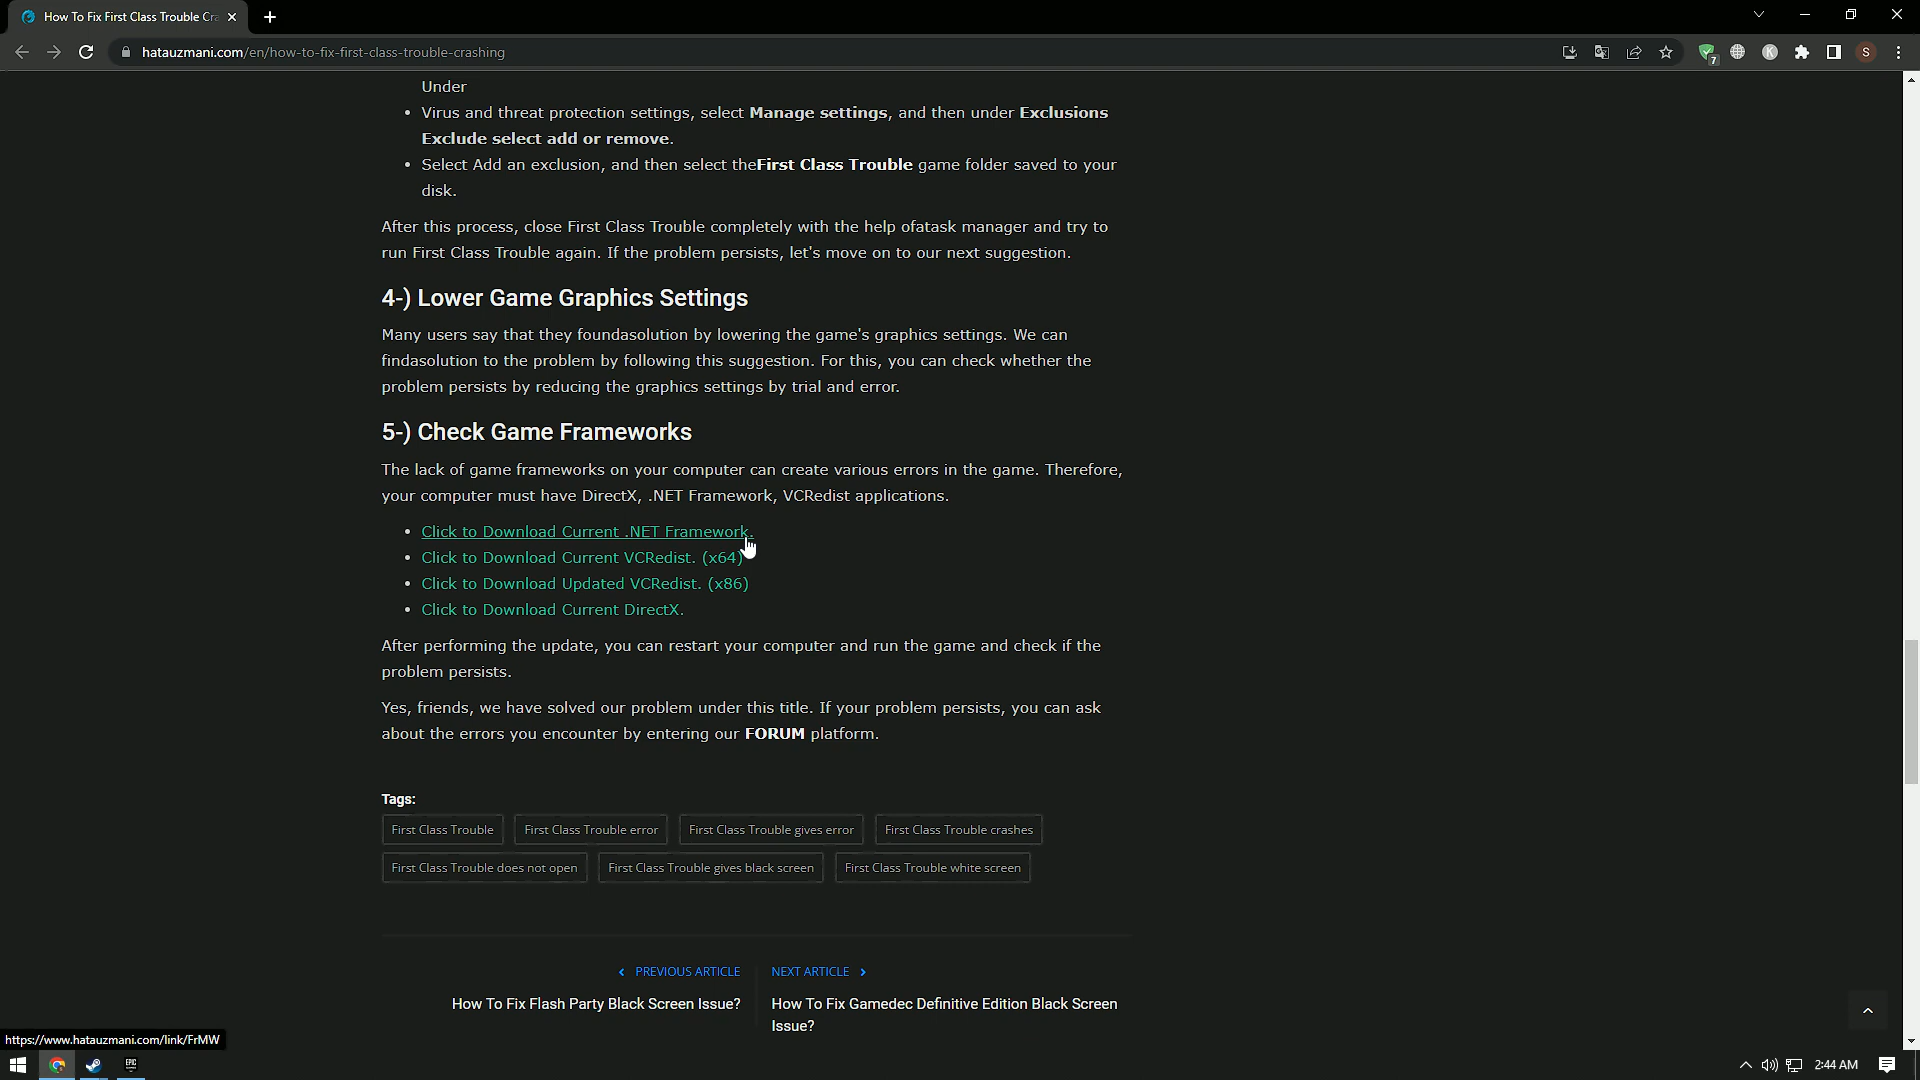 How To Fix First Class Trouble Cra
hatauzmani.com/en/how-to-fix-first-class-trouble-crashing
7
K
S
Under
• Virus and threat protection settings, select Manage settings, and then under Exclusions
Exclude select add or remove.
• Select Add an exclusion, and then select theFirst Class Trouble game folder saved to your
disk.
After this process, close First Class Trouble completely with the help ofatask manager and try to
run First Class Trouble again. If the problem persists, let's move on to our next suggestion.
4-) Lower Game Graphics Settings
Many users say that they foundasolution by lowering the game's graphics settings. We can
findasolution to the problem by following this suggestion. For this, you can check whether the
problem persists by reducing the graphics settings by trial and error.
5-) Check Game Frameworks
The lack of game frameworks on your computer can create various errors in the game. Therefore,
your computer must have DirectX, .NET Framework, VCRedist applications.
• Click to Download Current .NET Framework.
• Click to Download Current VCRedist. (x64)
• Click to Download Updated VCRedist. (x86)
• Click to Download Current DirectX.
After performing the update, you can restart your computer and run the game and check if the
problem persists.
Yes, friends, we have solved our problem under this title. If your problem persists, you can ask
about the errors you encounter by entering our FORUM platform.
Tags:
First Class Trouble First Class Trouble error First Class Trouble gives error First Class Trouble crashes
First Class Trouble does not open First Class Trouble gives black screen First Class Trouble white screen
PREVIOUS ARTICLE
How To Fix Flash Party Black Screen Issue?
NEXT ARTICLE
How To Fix Gamedec Definitive Edition Black Screen
Issue?
https://www.hatauzmani.com/link/FrMW
EPIC
2:44 AM